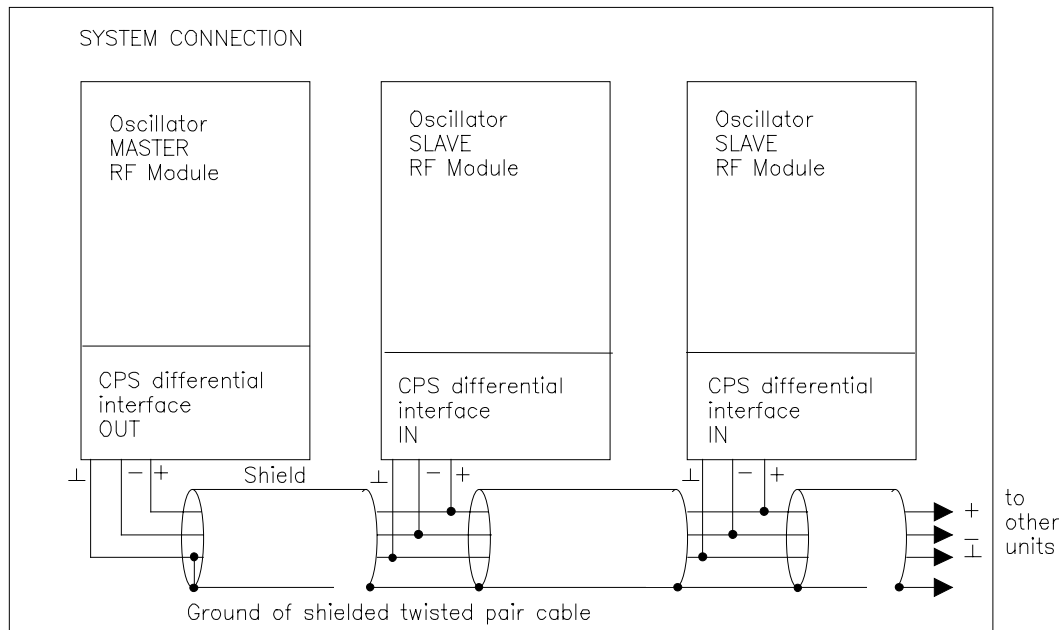 SYSTEM CONNECTION
Oscillator
MASTER
RF Module
Oscillator
SLAVE
RF Module
Oscillator
SLAVE
RF Module
CPS differential
interface
OUT
CPS differential
interface
IN
CPS differential
interface
IN
⊥ − +
Shield
⊥ − +
⊥ − +
+
−
⊥
to
other
units
Ground of shielded twisted pair cable